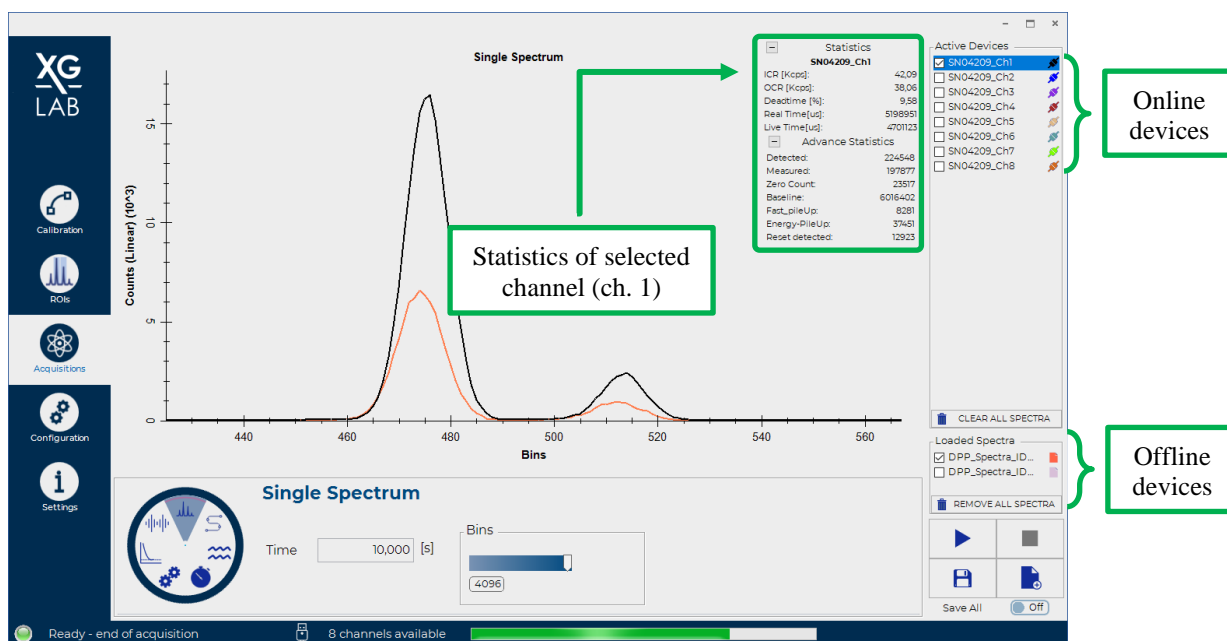 XG
LAB
Calibration
ROIs
Acquisitions
Configuration
Settings
Single Spectrum
Counts (Linear) (10^3)
15
10
5
0
440
460
480
500
520
540
560
Bins
Statistics
SN04209_Ch1
ICR [Kcps]: 42,09
OCR [Kcps]: 38,06
Deadtime [%]: 9,58
Real Time[us]: 5198951
Live Time[us]: 4701123
Advance Statistics
Detected: 224548
Measured: 197877
Zero Count: 23517
Baseline: 6016402
Fast_pileUp: 8281
Energy-PileUp: 37451
Reset detected: 12923
Statistics of selected
channel (ch. 1)
Active Devices
SN04209_Ch1
SN04209_Ch2
SN04209_Ch3
SN04209_Ch4
SN04209_Ch5
SN04209_Ch6
SN04209_Ch7
SN04209_Ch8
Online
devices
CLEAR ALL SPECTRA
Loaded Spectra
DPP_Spectra_ID...
DPP_Spectra_ID...
REMOVE ALL SPECTRA
Offline
devices
Single Spectrum
Time 10,000 [s]
Bins
4096
Save All Off
Ready - end of acquisition
8 channels available